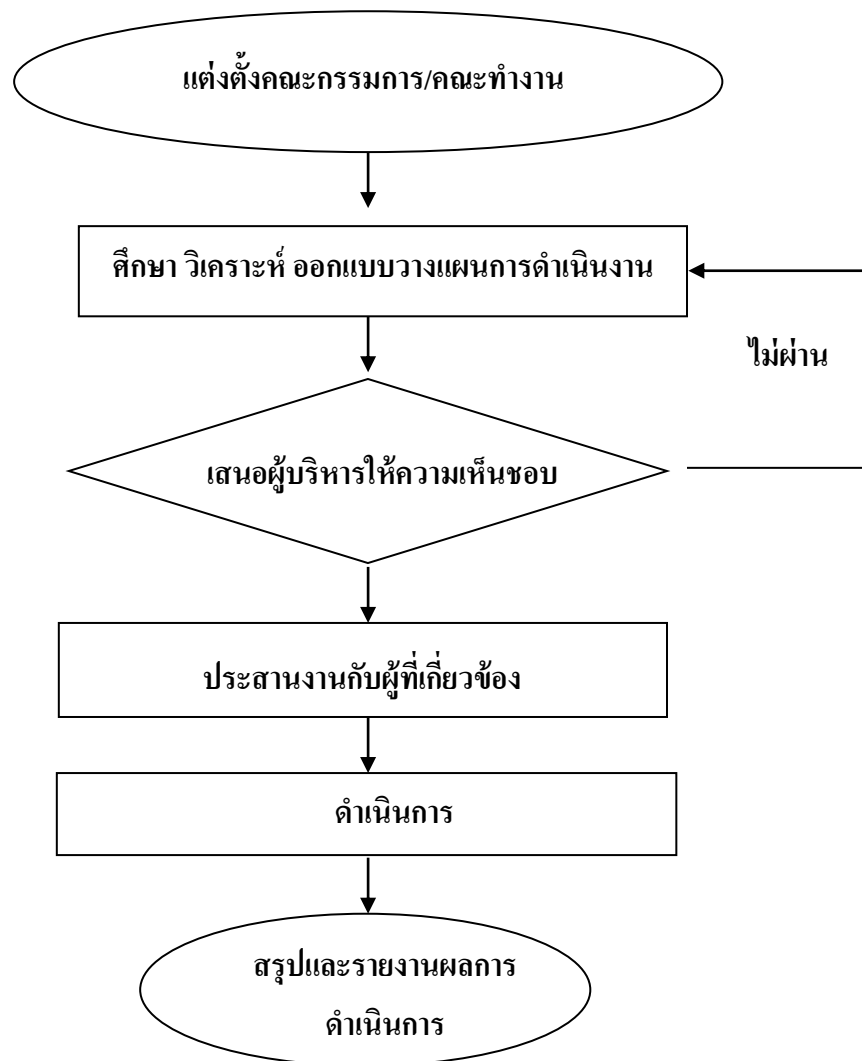 แต่งตั้งคณะกรรมการ/คณะทำงาน
ศึกษา วิเคราะห์ ออกแบบวางแผนการดำเนินงาน
ไม่ผ่าน
เสนอผู้บริหารให้ความเห็นชอบ
ประสานงานกับผู้ที่เกี่ยวข้อง
ดำเนินการ
สรุปและรายงานผลการ
ดำเนินการ